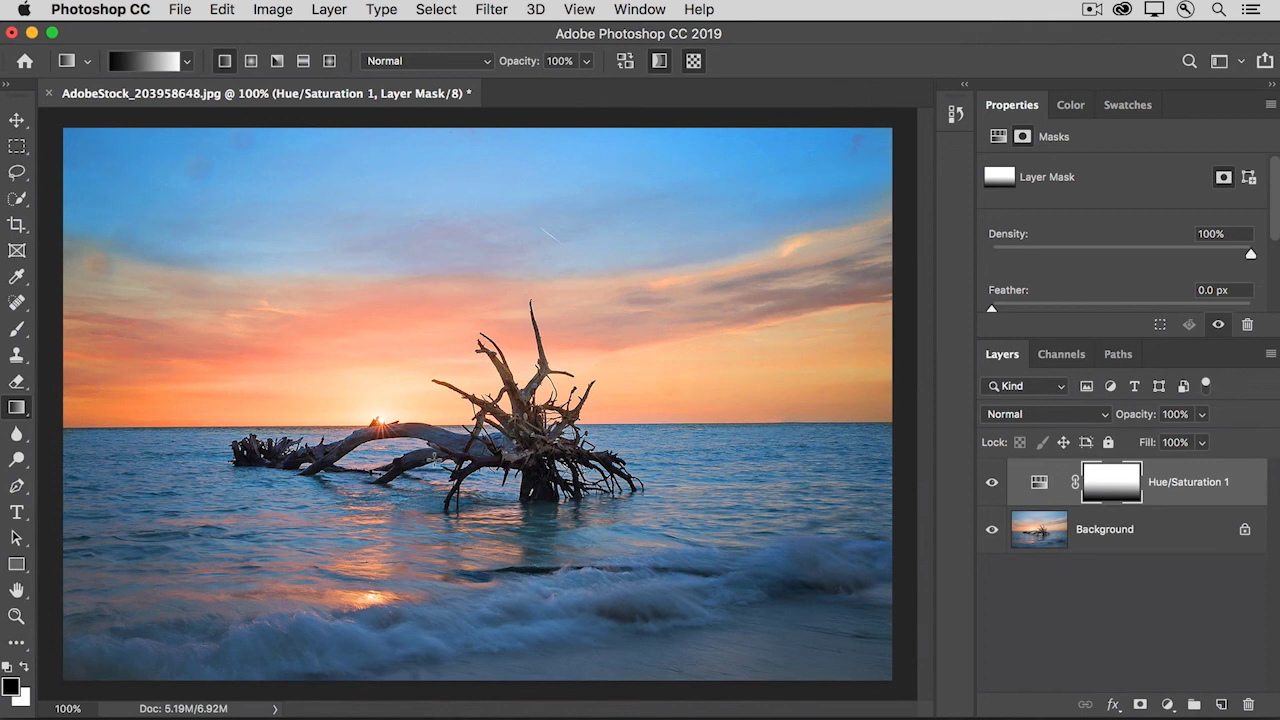 Photoshop CC File Edit Image Layer Type Select Filter 3D View Window Help
Adobe Photoshop CC 2019
Normal Opacity: 100%
AdobeStock_203958648.jpg @ 100% (Hue/Saturation 1, Layer Mask/8) *
Properties Color Swatches
Masks
Layer Mask
Density: 100%
Feather: 0.0 px
Layers Channels Paths
Kind
Normal Opacity: 100%
Lock: Fill: 100%
Hue/Saturation 1
Background
100% Doc: 5.19M/6.92M